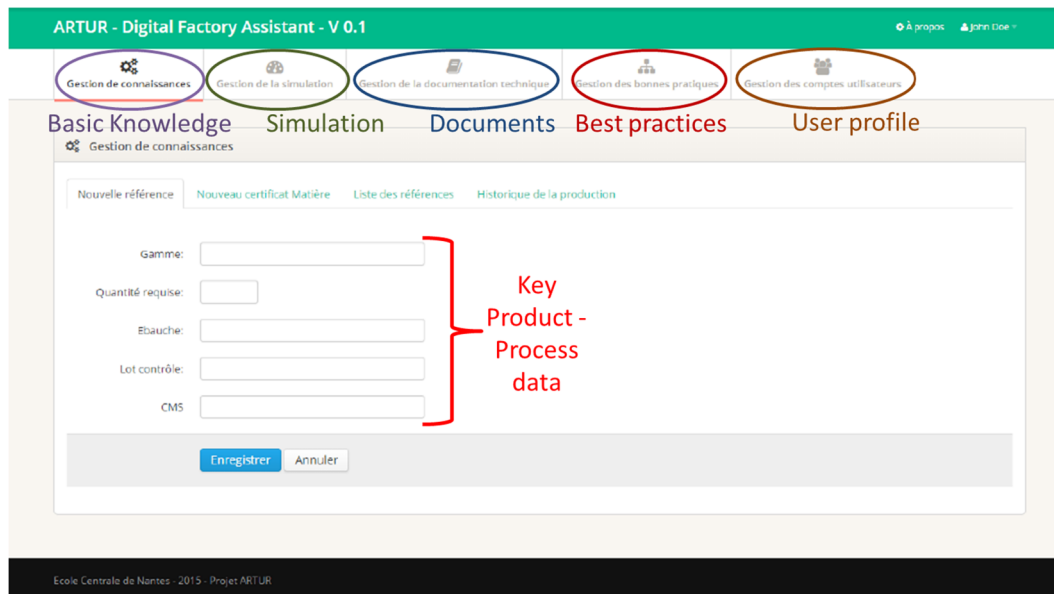 ARTUR - Digital Factory Assistant - V 0.1
À propos John Doe
Gestion de connaissances Gestion de la simulation Gestion de la documentation technique Gestion des bonnes pratiques Gestion des comptes utilisateurs
Basic Knowledge Simulation Documents Best practices User profile
Gestion de connaissances
Nouvelle référence Nouveau certificat Matière Liste des références Historique de la production
Gamme:
Quantité requise:
Ebauche:
Lot contrôle:
CMS
Key
Product -
Process
data
Enregistrer Annuler
Ecole Centrale de Nantes - 2015 - Projet ARTUR